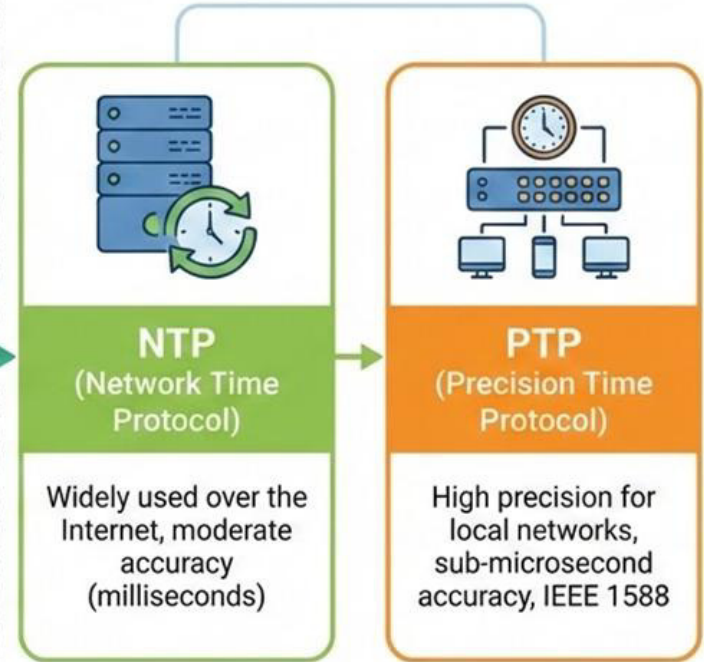 NTP
(Network Time
Protocol)
Widely used over the
Internet, moderate
accuracy
(milliseconds)
PTP
(Precision Time
Protocol)
High precision for
local networks,
sub-microsecond
accuracy, IEEE 1588